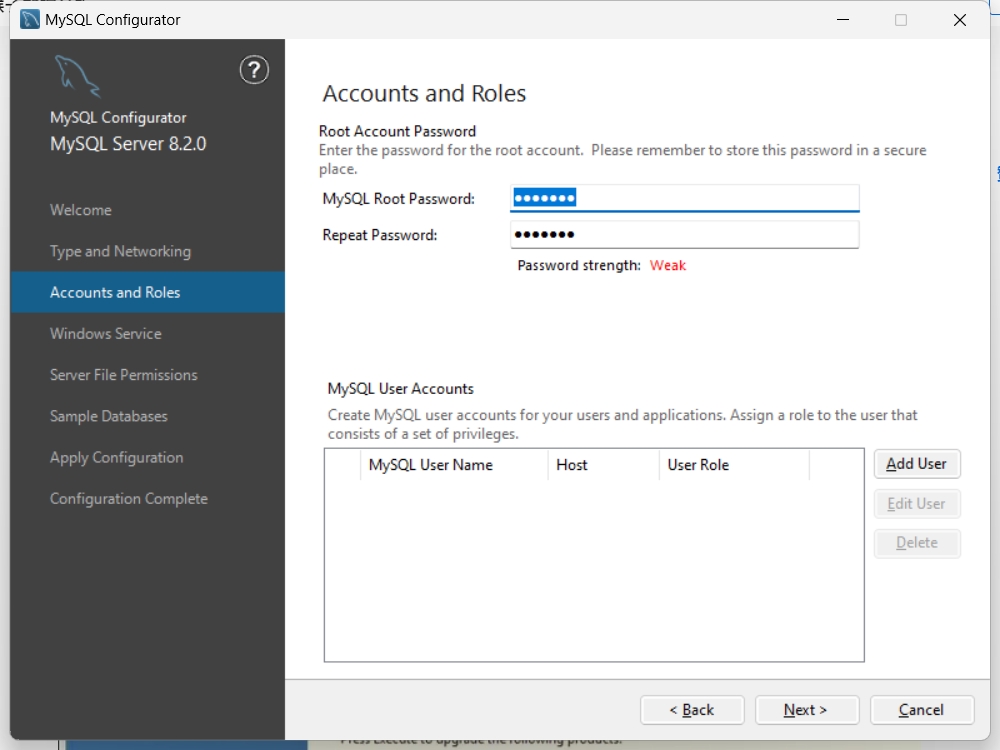 MySQL Configurator
?
MySQL Configurator
MySQL Server 8.2.0
Welcome
Type and Networking
Accounts and Roles
Windows Service
Server File Permissions
Sample Databases
Apply Configuration
Configuration Complete
Accounts and Roles
Root Account Password
Enter the password for the root account.  Please remember to store this password in a secure
place.
MySQL Root Password: ●●●●●●●
Repeat Password: ●●●●●●●
Password strength: Weak
MySQL User Accounts
Create MySQL user accounts for your users and applications. Assign a role to the user that
consists of a set of privileges.
MySQL User Name Host User Role
Add User
Edit User
Delete
< Back Next > Cancel
Press Execute to upgrade the following products.